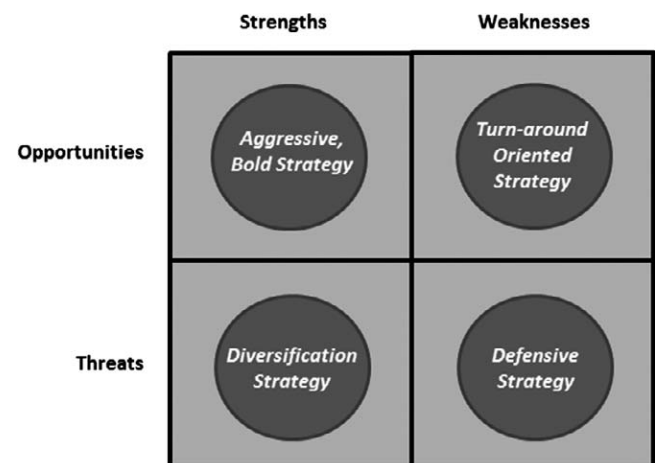 Strengths
Weaknesses
Opportunities
Aggressive,
Bold Strategy
Turn-around
Oriented
Strategy
Threats
Diversification
Strategy
Defensive
Strategy